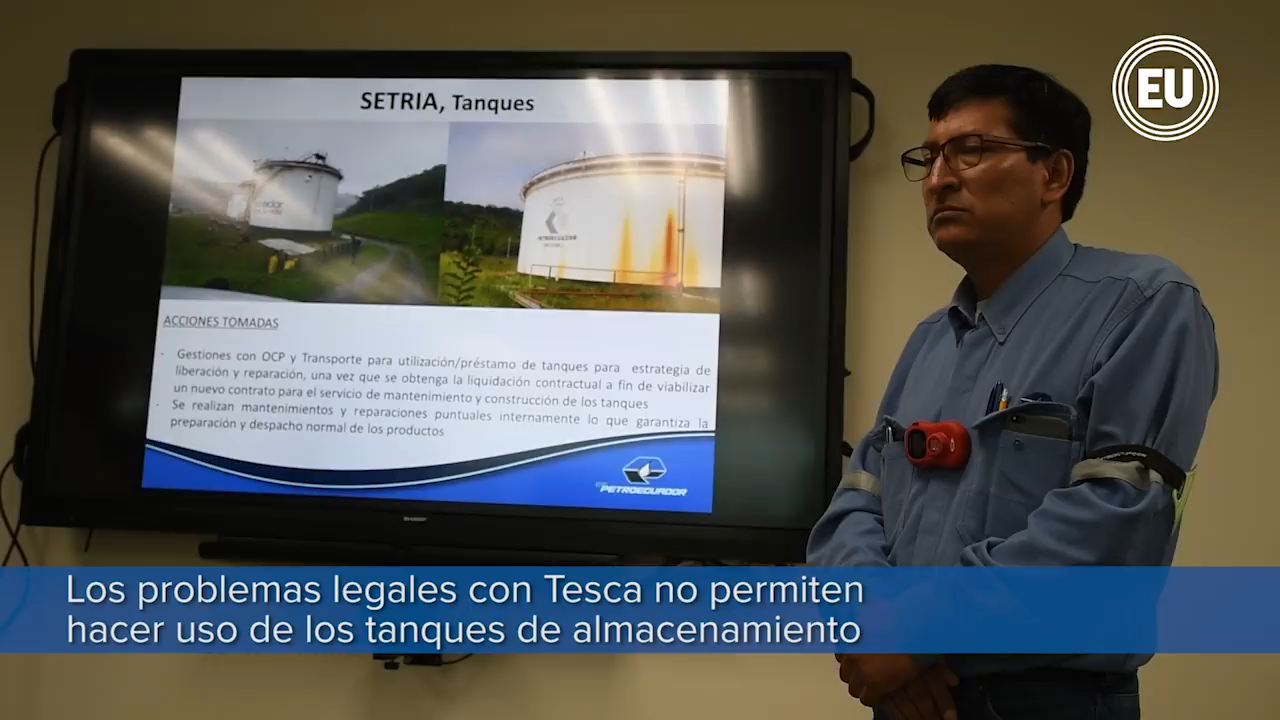 EU
SETRIA, Tanques
PETROECUADOR
ACCIONES TOMADAS
- Gestiones con OCP y Transporte para utilización/préstamo de tanques para estrategia de
liberación y reparación, una vez que se obtenga la liquidación contractual a fin de viabilizar
un nuevo contrato para el servicio de mantenimiento y construcción de los tanques
- Se realizan mantenimientos y reparaciones puntuales internamente lo que garantiza la
preparación y despacho normal de los productos
PETROECUADOR
SHARP
Los problemas legales con Tesca no permiten
hacer uso de los tanques de almacenamiento